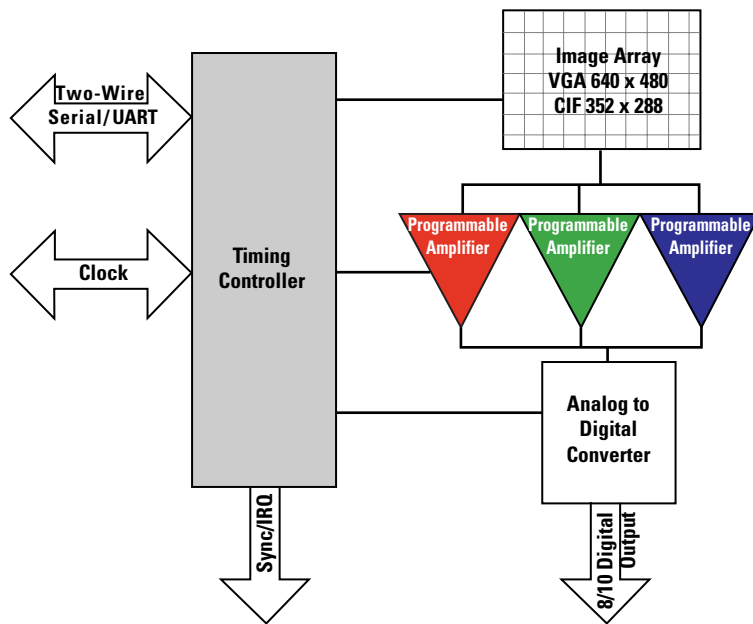 Image Array
VGA 640 x 480
CIF 352 x 288
Two-Wire
Serial/UART
Programmable
Amplifier
Programmable
Amplifier
Programmable
Amplifier
Clock
Timing
Controller
Analog to
Digital
Converter
Sync/IRQ
8/10 Digital
Output